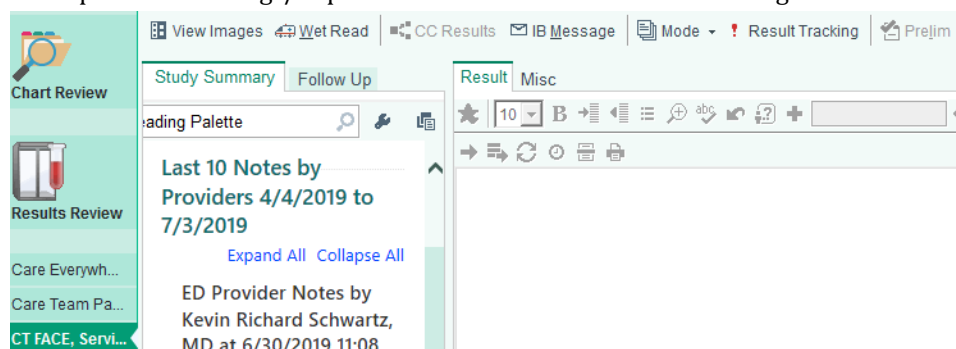 View Images Wet Read CC Results IB Message Mode Result Tracking Prelim
Chart Review
Study Summary Follow Up
Result Misc
eading Palette
10 B abc
Last 10 Notes by
Providers 4/4/2019 to
7/3/2019
Results Review
Expand All Collapse All
Care Everywh...
Care Team Pa...
CT FACE, Servi...
ED Provider Notes by
Kevin Richard Schwartz,
MD at 6/30/2019 11:08